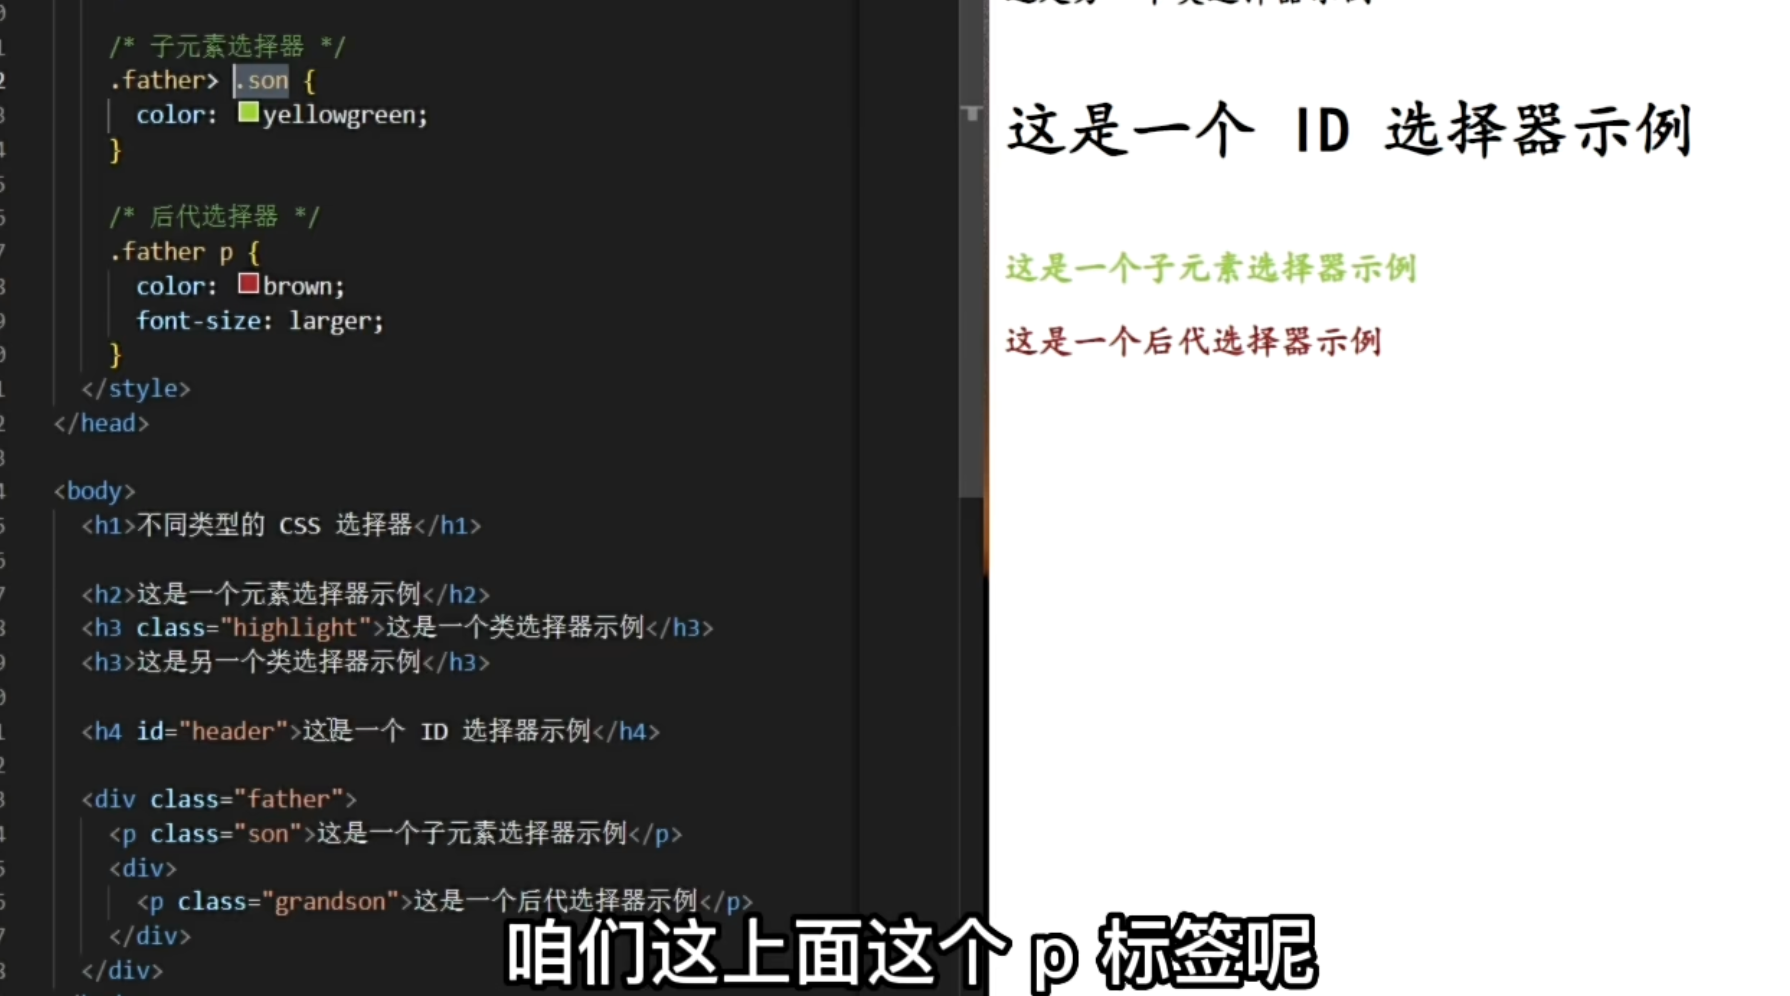 /* 子元素选择器 */
.father> .son {
color: yellowgreen;
}
/* 后代选择器 */
.father p {
color: brown;
font-size: larger;
}
</style>
</head>
<body>
<h1>不同类型的 CSS 选择器</h1>
<h2>这是一个元素选择器示例</h2>
<h3 class="highlight">这是一个类选择器示例</h3>
<h3>这是另一个类选择器示例</h3>
<h4 id="header">这是一个 ID 选择器示例</h4>
<div class="father">
<p class="son">这是一个子元素选择器示例</p>
<div>
<p class="grandson">这是一个后代选择器示例</p>
</div>
</div>
这是一个 ID 选择器示例
这是一个子元素选择器示例
这是一个后代选择器示例
咱们这上面这个 p 标签呢